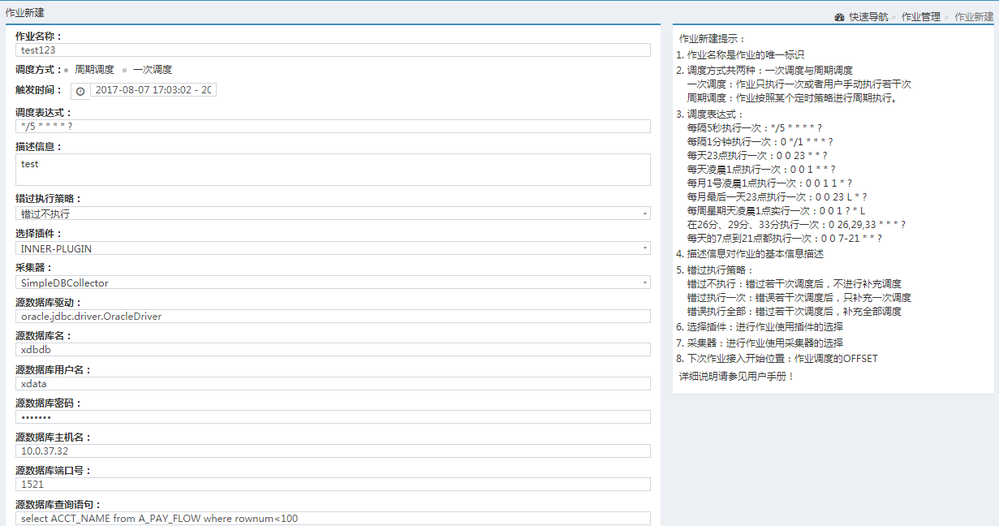 作业新建
快速导航 > 作业管理 > 作业新建
作业名称：
test123
调度方式： 周期调度 一次调度
触发时间： 2017-08-07 17:03:02 - 20
调度表达式：
*/5 * * * * ?
描述信息：
test
错过执行策略：
错过不执行
选择插件：
INNER-PLUGIN
采集器：
SimpleDBCollector
源数据库驱动：
oracle.jdbc.driver.OracleDriver
源数据库名：
xdbdb
源数据库用户名：
xdata
源数据库密码：
•••••••
源数据库主机名：
10.0.37.32
源数据库端口号：
1521
源数据库查询语句：
select ACCT_NAME from A_PAY_FLOW where rownum<100
作业新建提示：
1. 作业名称是作业的唯一标识
2. 调度方式共两种：一次调度与周期调度
一次调度：作业只执行一次或者用户手动执行若干次
周期调度：作业按照某个定时策略进行周期执行。
3. 调度表达式：
每隔5秒执行一次：*/5 * * * * ?
每隔1分钟执行一次：0 */1 * * * ?
每天23点执行一次：0 0 23 * * ?
每天凌晨1点执行一次：0 0 1 * * ?
每月1号凌晨1点执行一次：0 0 1 1 * ?
每月最后一天23点执行一次：0 0 23 L * ?
每周星期天凌晨1点实行一次：0 0 1 ? * L
在26分、29分、33分执行一次：0 26,29,33 * * * ?
每天的7点到21点都执行一次：0 0 7-21 * * ?
4. 描述信息对作业的基本信息描述
5. 错过执行策略：
错过不执行：错过若干次调度后，不进行补充调度
错过执行一次：错误若干次调度后，只补充一次调度
错误执行全部：错过若干次调度后，补充全部调度
6. 选择插件：进行作业使用插件的选择
7. 采集器：进行作业使用采集器的选择
8. 下次作业接入开始位置：作业调度的OFFSET
详细说明请参见用户手册！